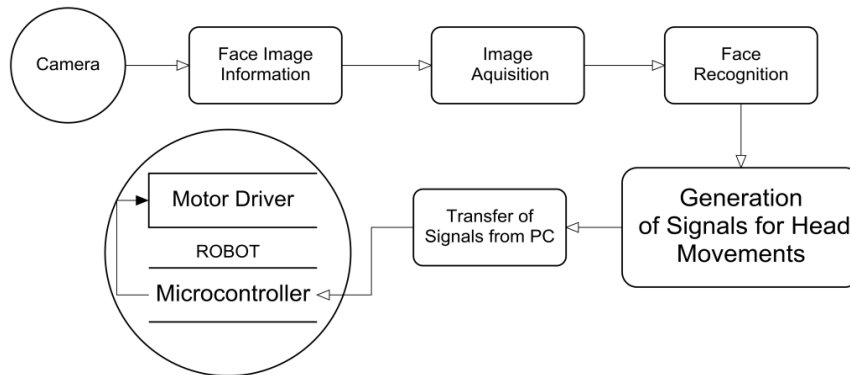 Camera
Face Image
Information
Image
Aquisition
Face
Recognition
Generation
of Signals for Head
Movements
Transfer of
Signals from PC
Motor Driver
ROBOT
Microcontroller